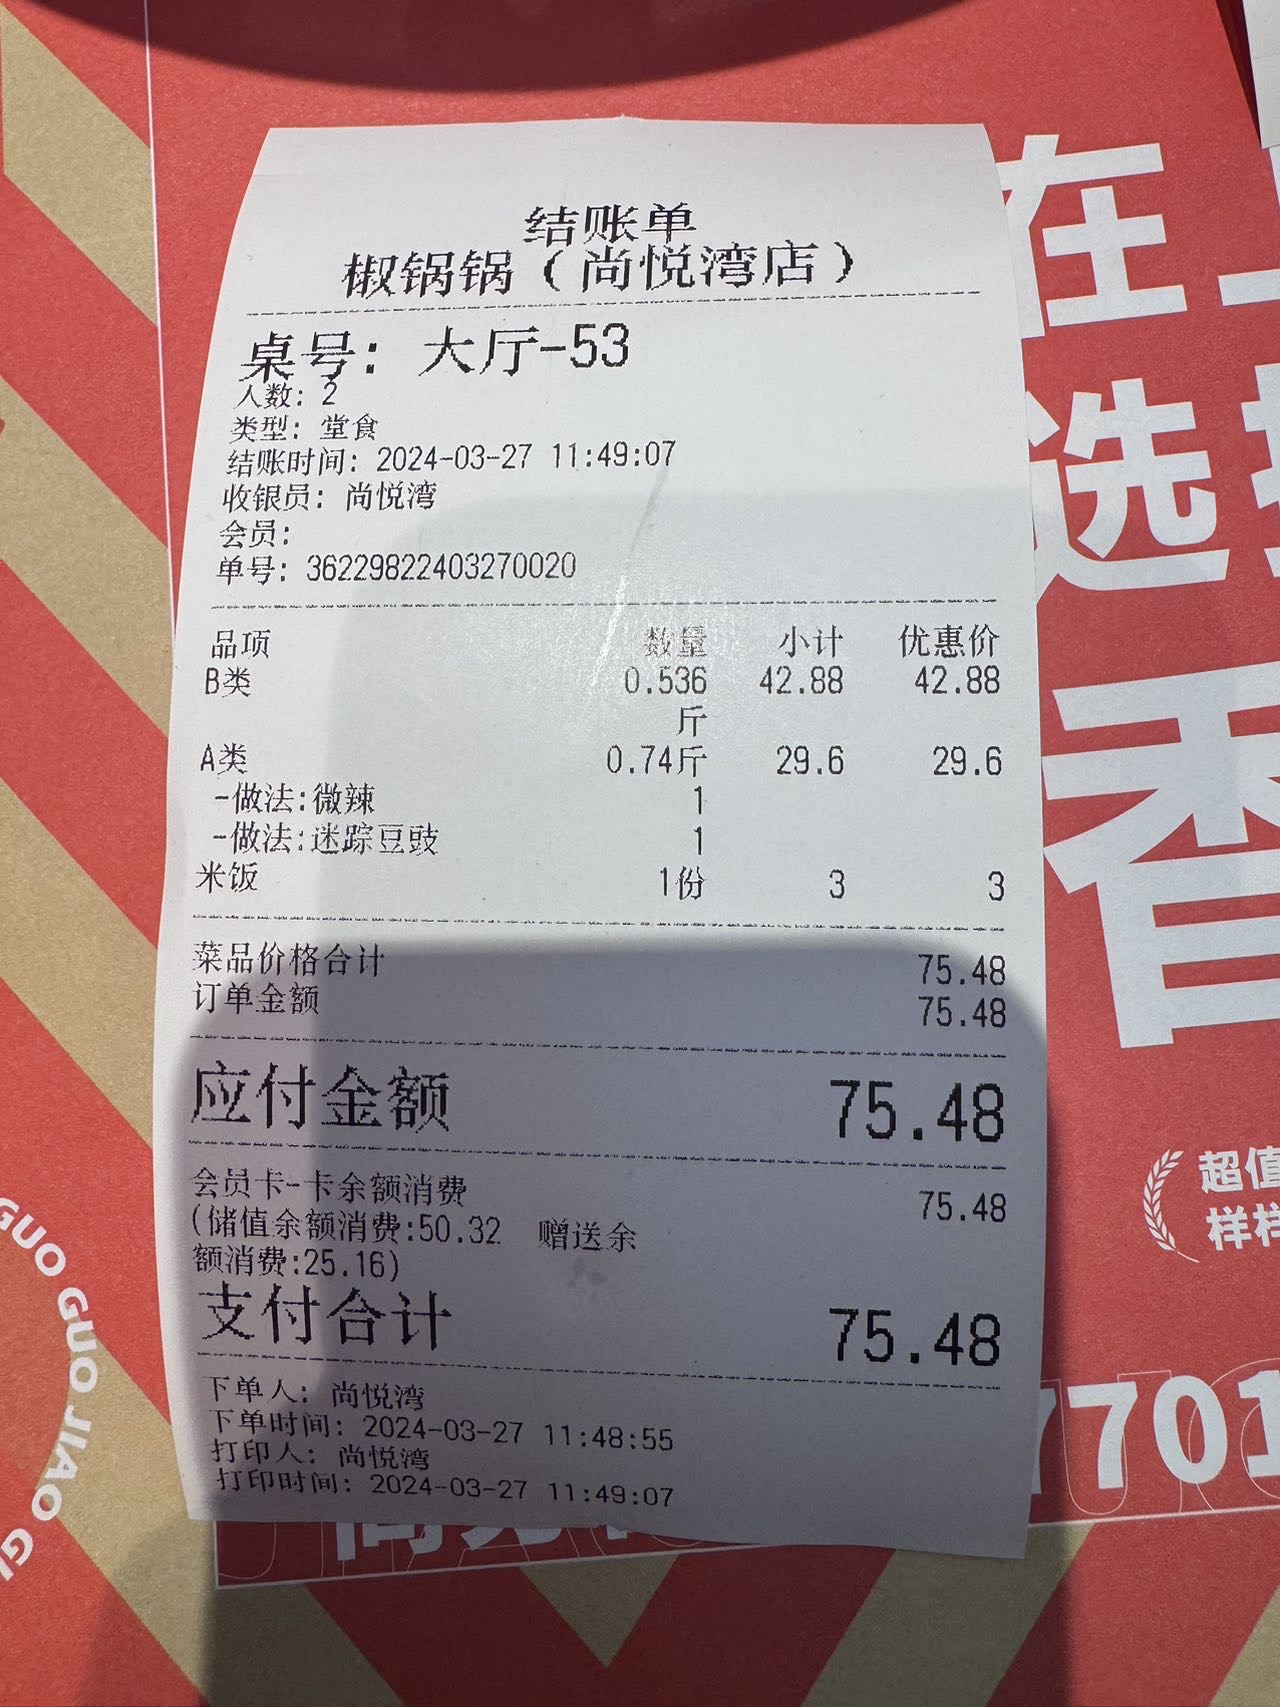 结账单
椒锅锅（尚悦湾店）
桌号: 大厅-53
人数: 2
类型: 堂食
结账时间: 2024-03-27 11:49:07
收银员: 尚悦湾
会员:
单号: 36229822403270020
品项 数量 小计 优惠价
B类 0.536 42.88 42.88
斤
A类 0.74斤 29.6 29.6
-做法:微辣 1
-做法:迷踪豆豉 1
米饭 1份 3 3
菜品价格合计 75.48
订单金额 75.48
应付金额 75.48
会员卡-卡余额消费 75.48
(储值余额消费:50.32 赠送余
额消费:25.16)
支付合计 75.48
下单人: 尚悦湾
下单时间: 2024-03-27 11:48:55
打印人: 尚悦湾
打印时间: 2024-03-27 11:49:07
在
选
香
超值
样样
701
GUO GUO JIAO